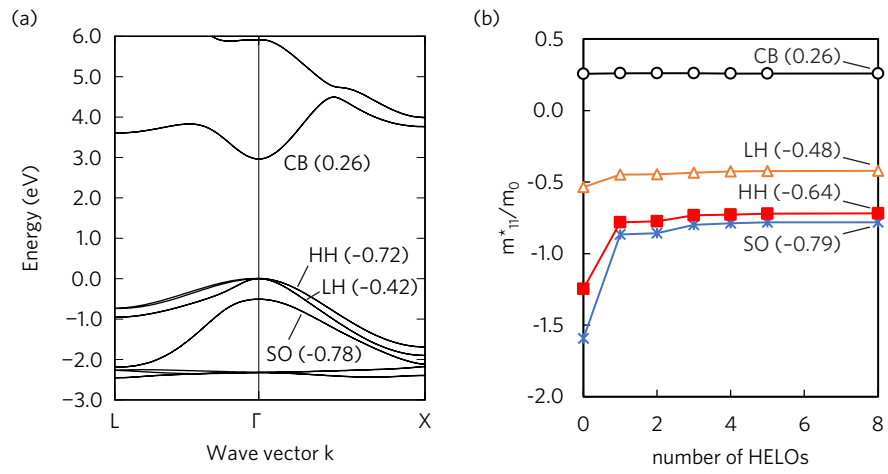 (a)
6.0
5.0
4.0
3.0
2.0
1.0
0.0
−1.0
−2.0
−3.0
Energy (eV)
CB (0.26)
HH (−0.72)
LH (−0.42)
SO (−0.78)
L Γ X
Wave vector k
(b)
0.5
0.0
-0.5
-1.0
-1.5
-2.0
m*11/m0
CB (0.26)
LH (−0.48)
HH (−0.64)
SO (−0.79)
0 2 4 6 8
number of HELOs